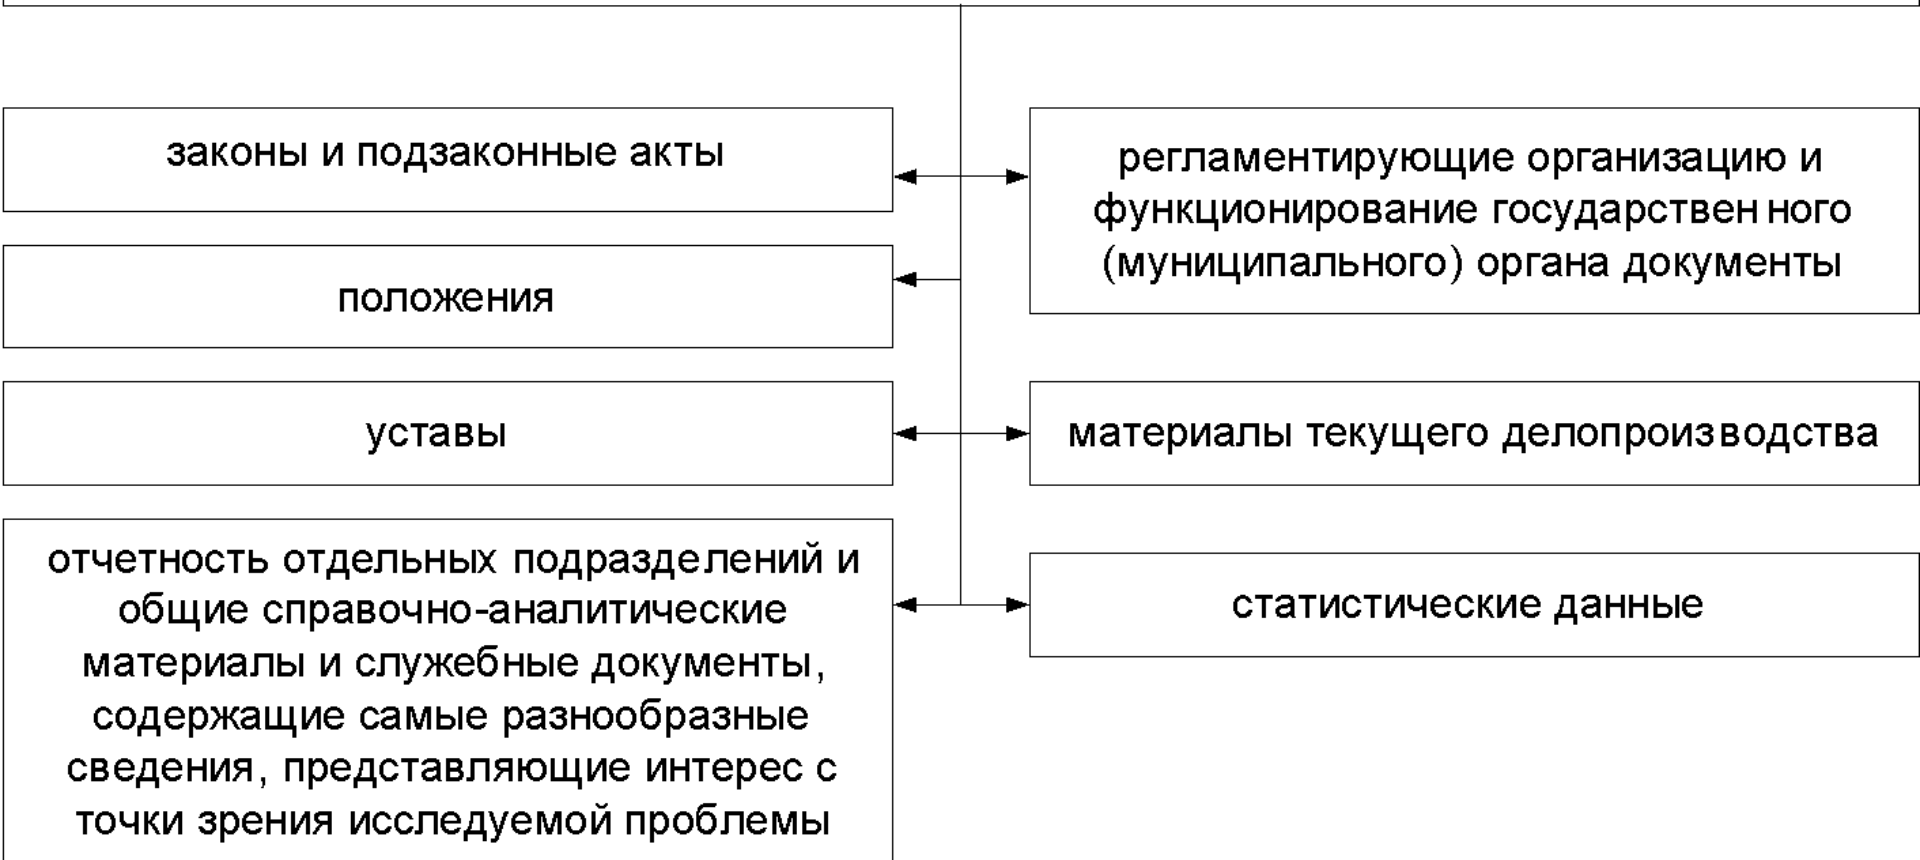 законы и подзаконные акты
регламентирующие организацию и
функционирование государствен ного
(муниципального) органа документы
положения
уставы
материалы текущего делопроизводства
отчетность отдельных подразделений и
общие справочно-аналитические
материалы и служебные документы,
содержащие самые разнообразные
сведения, представляющие интерес с
точки зрения исследуемой проблемы
статистические данные